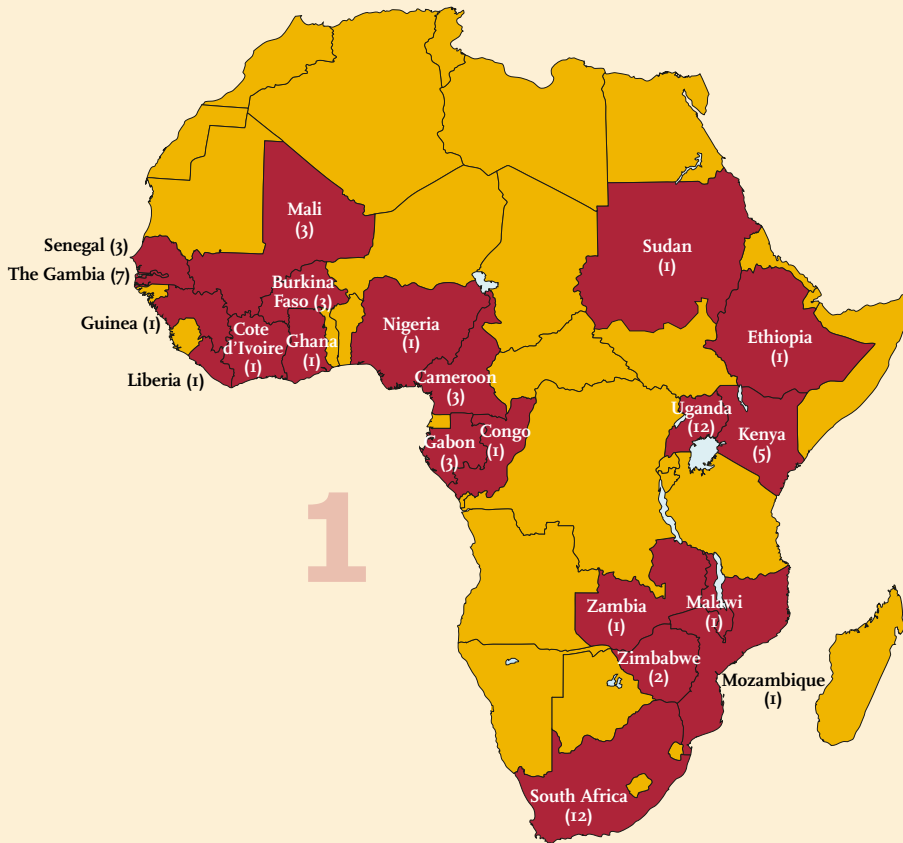 Mali
(3)
Senegal (3)
Sudan
(1)
The Gambia (7)
Burkina
Faso (3)
Guinea (1)
Nigeria
(1)
Cote
d'Ivoire
(1)
Ghana
(1)
Ethiopia
(1)
Liberia (1)
Cameroon
(3)
Uganda
(12)
Kenya
(5)
Gabon
(3)
Congo
(1)
1
Zambia
(1)
Malawi
(1)
Zimbabwe
(2)
Mozambique
(1)
South Africa
(12)